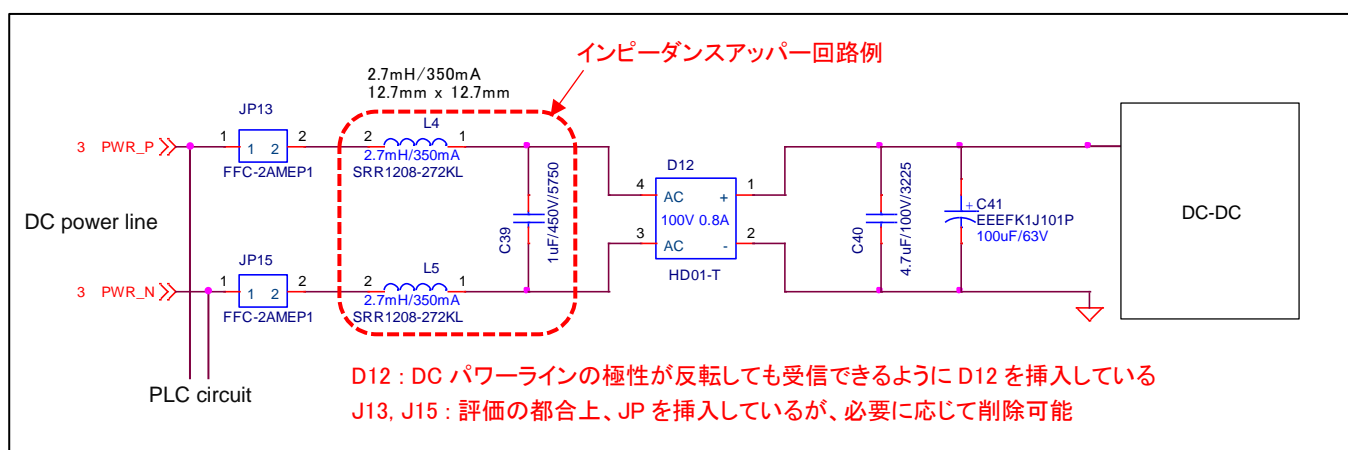 インピーダンスアッパー回路例
2.7mH/350mA
12.7mm x 12.7mm
JP13
L4
3 PWR_P
1
1 2
2
2
1
2.7mH/350mA
FFC-2AMEP1
SRR1208-272KL
D12
4
AC
+
1
100V 0.8A
3
AC
-
2
HD01-T
C39
1uF/450V/5750
C40
4.7uF/100V/3225
+
C41
EEEFK1J101P
100uF/63V
DC-DC
DC power line
JP15
L5
3 PWR_N
1
1 2
2
2
1
2.7mH/350mA
FFC-2AMEP1
SRR1208-272KL
PLC circuit
D12 : DC パワーラインの極性が反転しても受信できるように D12 を挿入している
J13, J15 : 評価の都合上、JP を挿入しているが、必要に応じて削除可能